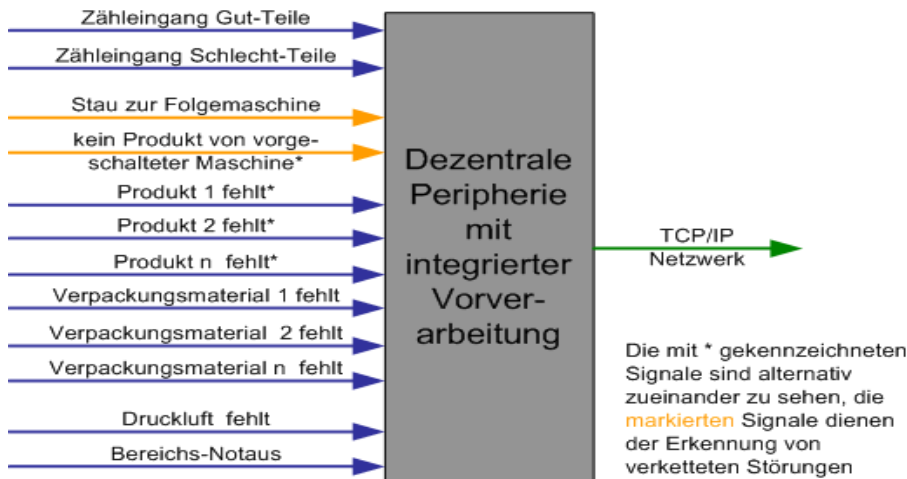 Zähleingang Gut-Teile
Zähleingang Schlecht-Teile
Stau zur Folgemaschine
kein Produkt von vorge-
schalteter Maschine*
Produkt 1 fehlt*
Produkt 2 fehlt*
Produkt n fehlt*
Verpackungsmaterial 1 fehlt
Verpackungsmaterial 2 fehlt
Verpackungsmaterial n fehlt
Druckluft fehlt
Bereichs-Notaus
Dezentrale
Peripherie
mit
integrierter
Vorver-
arbeitung
TCP/IP
Netzwerk
Die mit * gekennzeichneten
Signale sind alternativ
zueinander zu sehen, die
markierten Signale dienen
der Erkennung von
verketteten Störungen